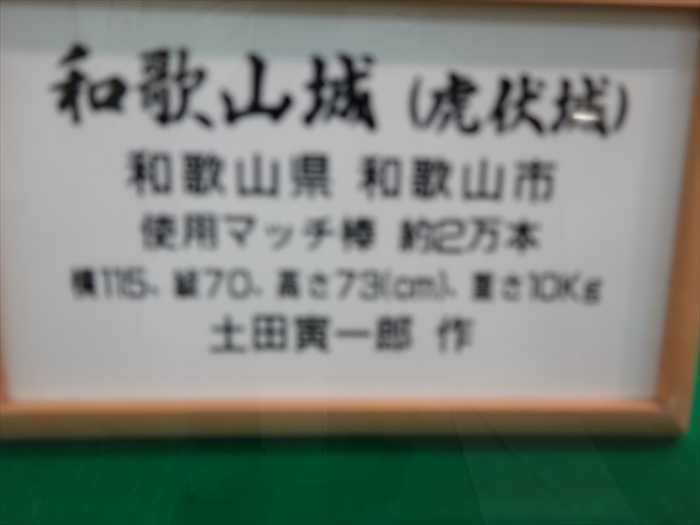 和歌山城(虎伏城)
和歌山県 和歌山市
使用マッチ棒 約2万本
横115、縦70、高さ73(cm)、重さ10Kg
土田寅一郎 作